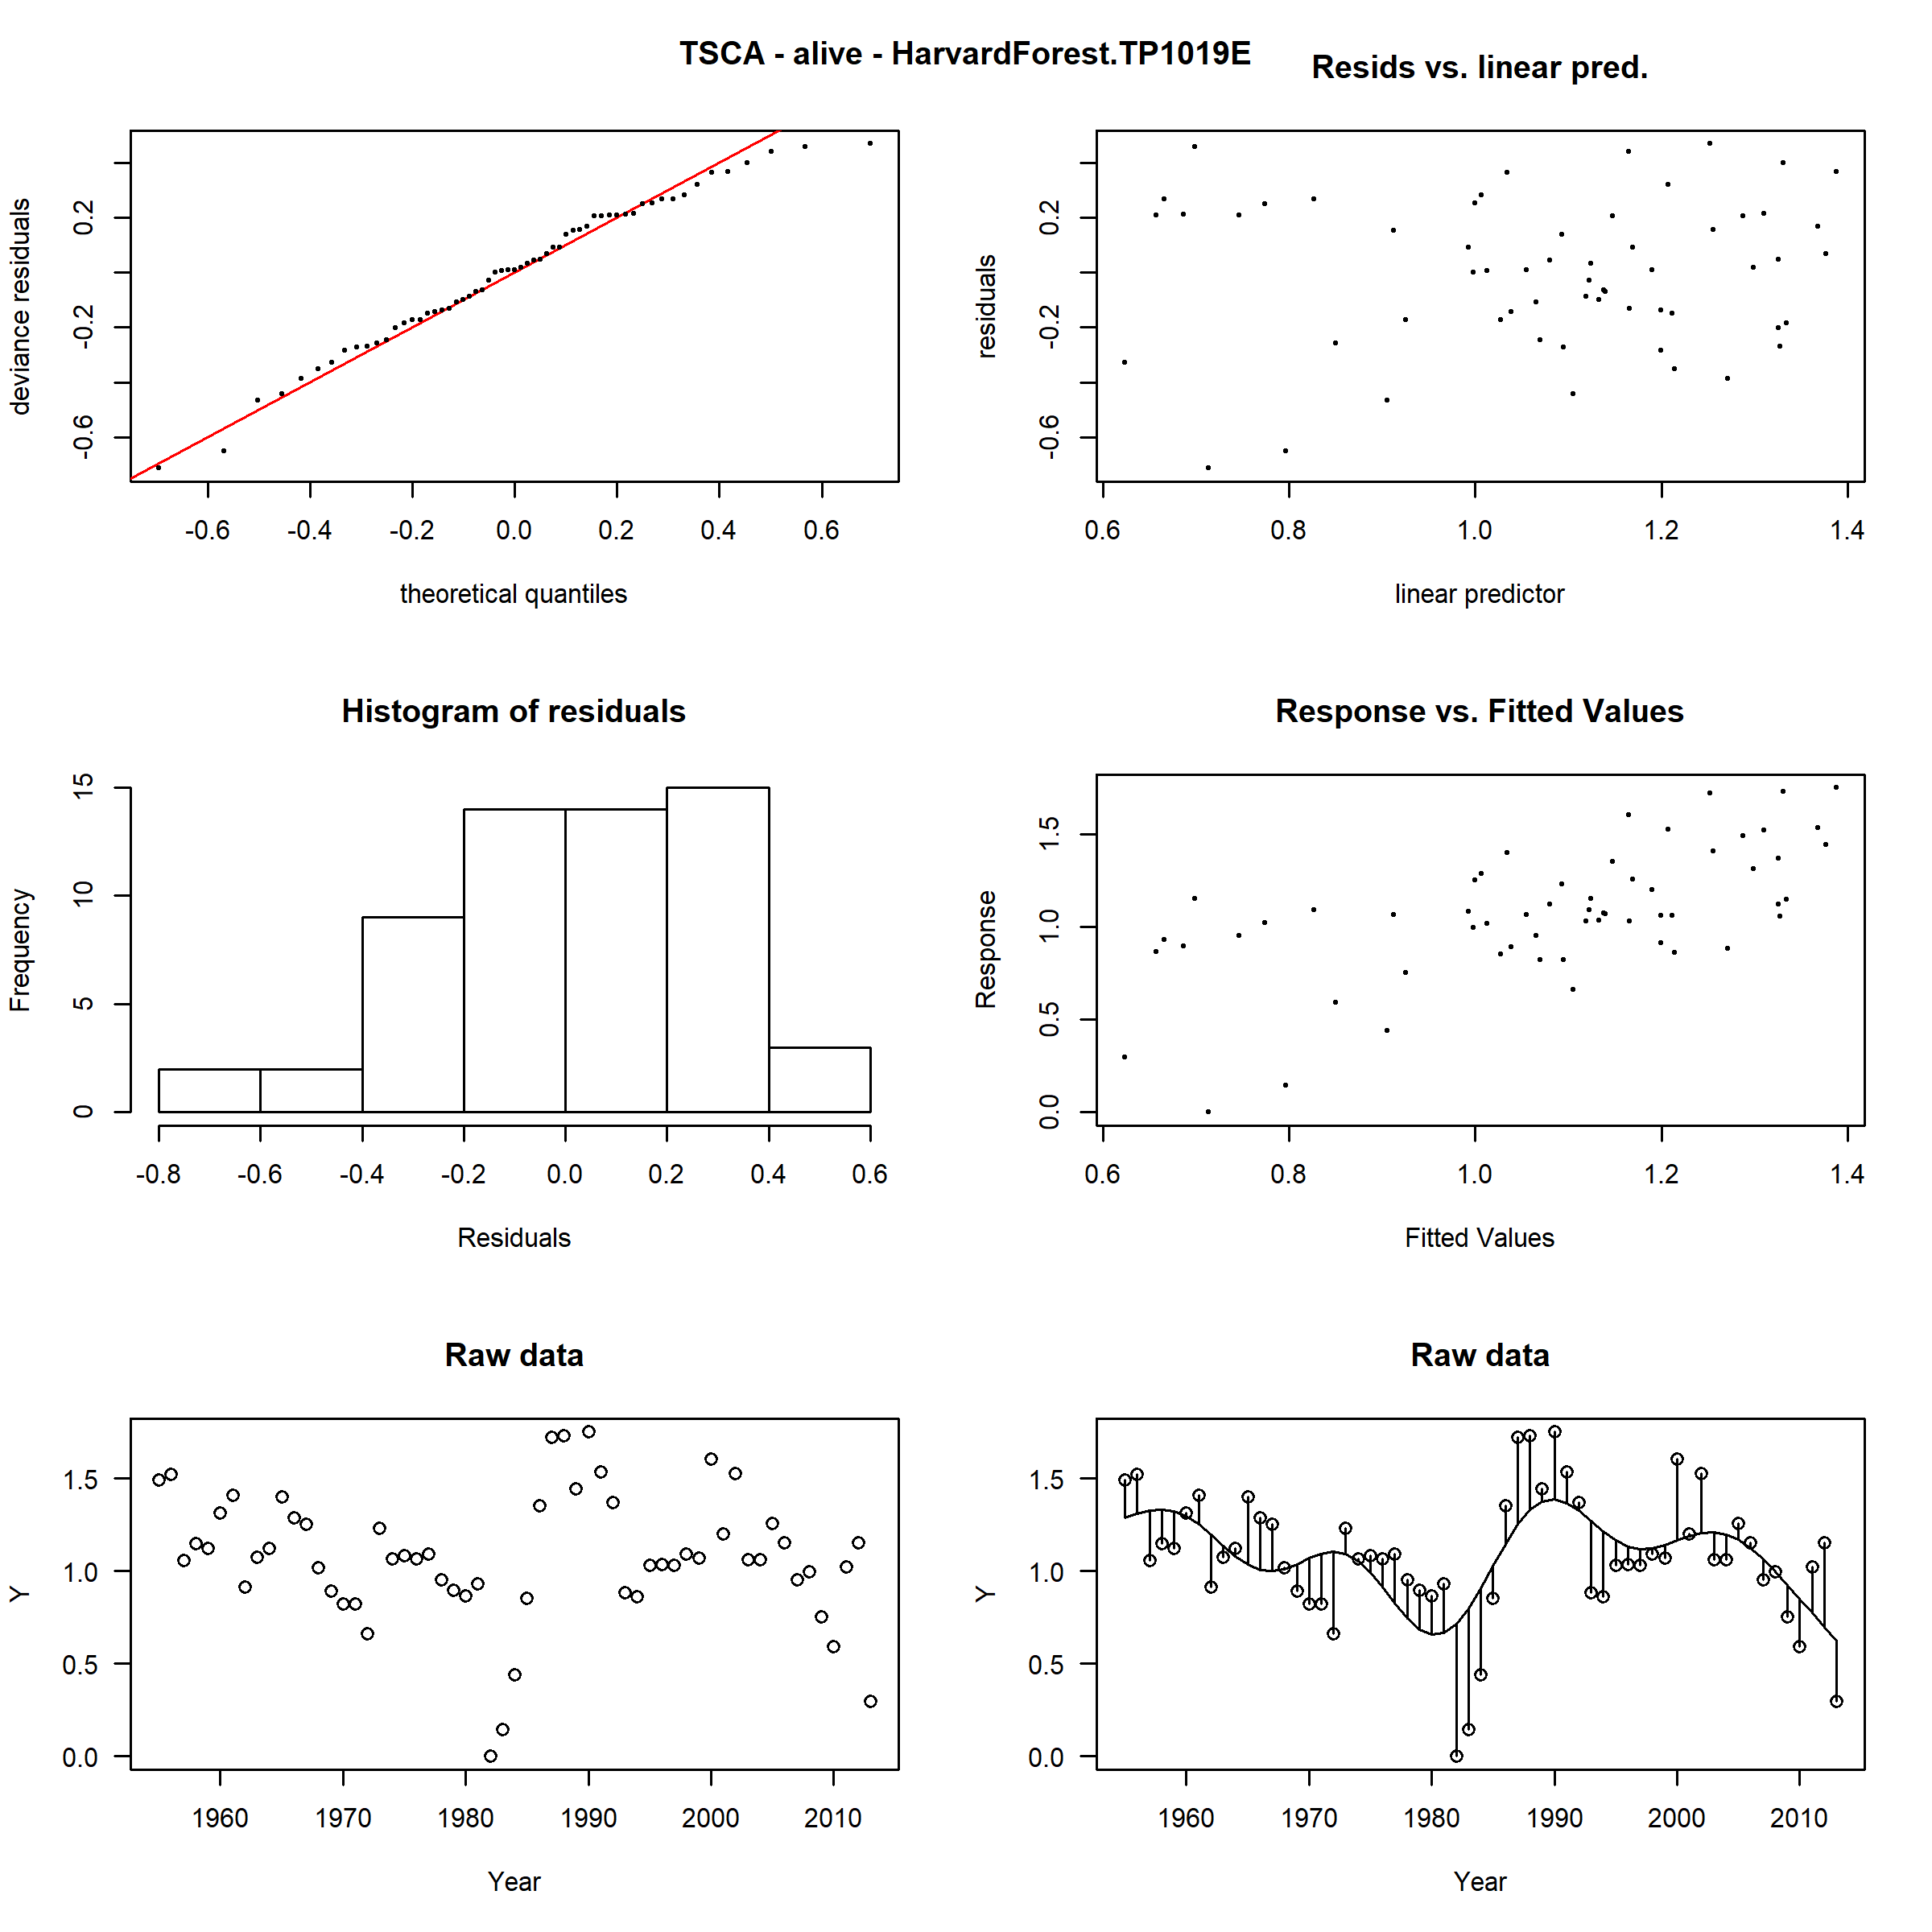 TSCA - alive - HarvardForest.TP1019E
Resids vs. linear pred.
deviance residuals
-0.6 -0.2 0.2
-0.6 -0.4 -0.2 0.0 0.2 0.4 0.6
theoretical quantiles
residuals
-0.6 -0.2 0.2
0.6 0.8 1.0 1.2 1.4
linear predictor
Histogram of residuals
Frequency
0 5 10 15
-0.8 -0.6 -0.4 -0.2 0.0 0.2 0.4 0.6
Residuals
Response vs. Fitted Values
Response
0.0 0.5 1.0 1.5
0.6 0.8 1.0 1.2 1.4
Fitted Values
Raw data
Y
1.5
1.0
0.5
0.0
1960 1970 1980 1990 2000 2010
Year
Raw data
Y
1.5
1.0
0.5
0.0
1960 1970 1980 1990 2000 2010
Year